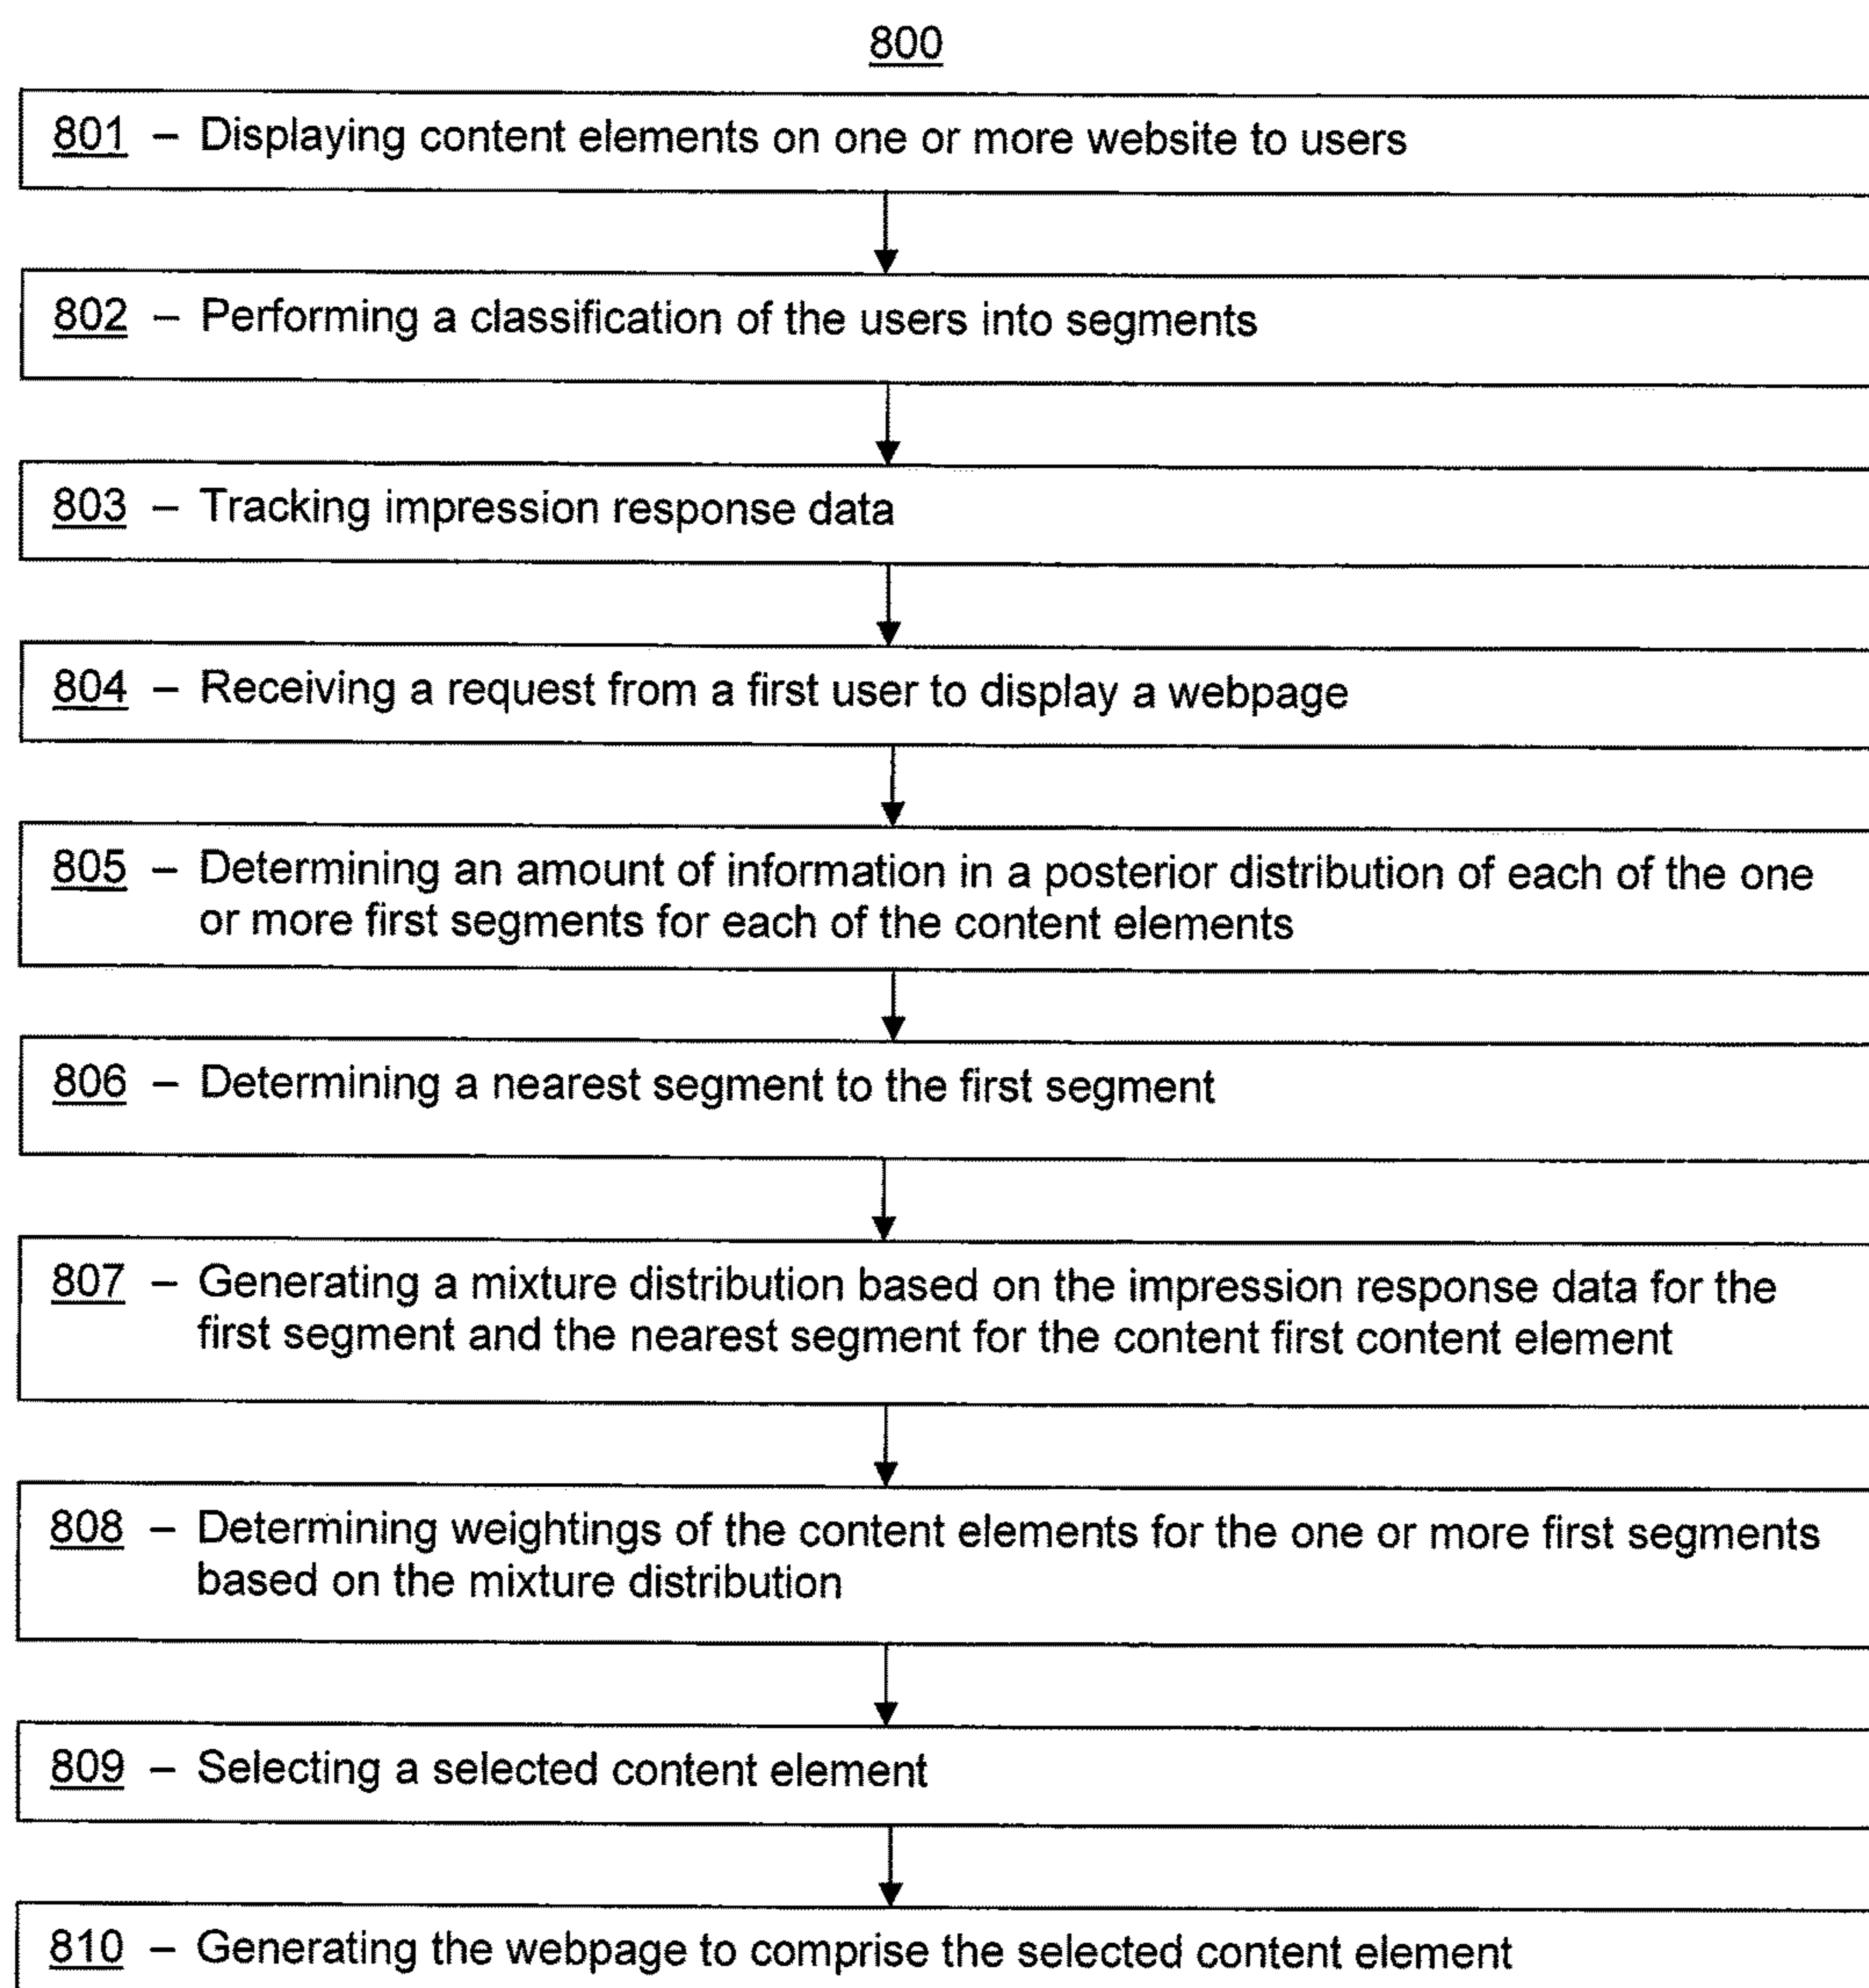 800
801 – Displaying content elements on one or more website to users
802 – Performing a classification of the users into segments
803 – Tracking impression response data
804 – Receiving a request from a first user to display a webpage
805 – Determining an amount of information in a posterior distribution of each of the one
or more first segments for each of the content elements
806 – Determining a nearest segment to the first segment
807 – Generating a mixture distribution based on the impression response data for the
first segment and the nearest segment for the content first content element
808 – Determining weightings of the content elements for the one or more first segments
based on the mixture distribution
809 – Selecting a selected content element
810 – Generating the webpage to comprise the selected content element